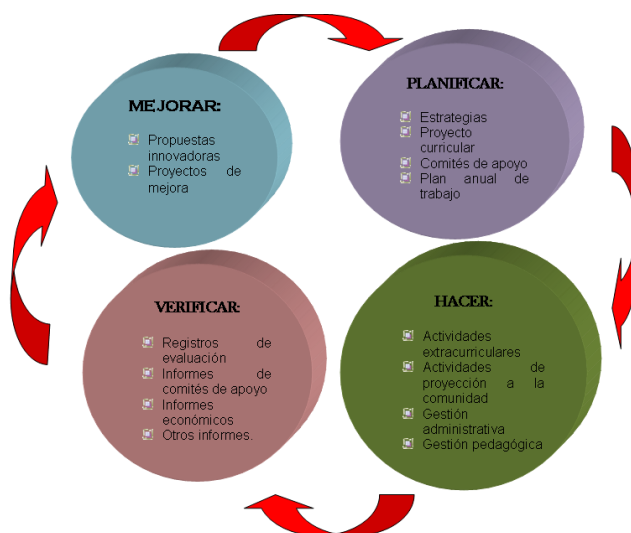 MEJORAR:
Propuestas
innovadoras
Proyectos de
mejora
PLANIFICAR:
Estrategias
Proyecto
curricular
Comités de apoyo
Plan anual de
trabajo
VERIFICAR:
Registros de
evaluación
Informes de
comités de apoyo
Informes
económicos
Otros informes.
HACER:
Actividades
extracurriculares
Actividades de
proyección a la
comunidad
Gestión
administrativa
Gestión pedagógica